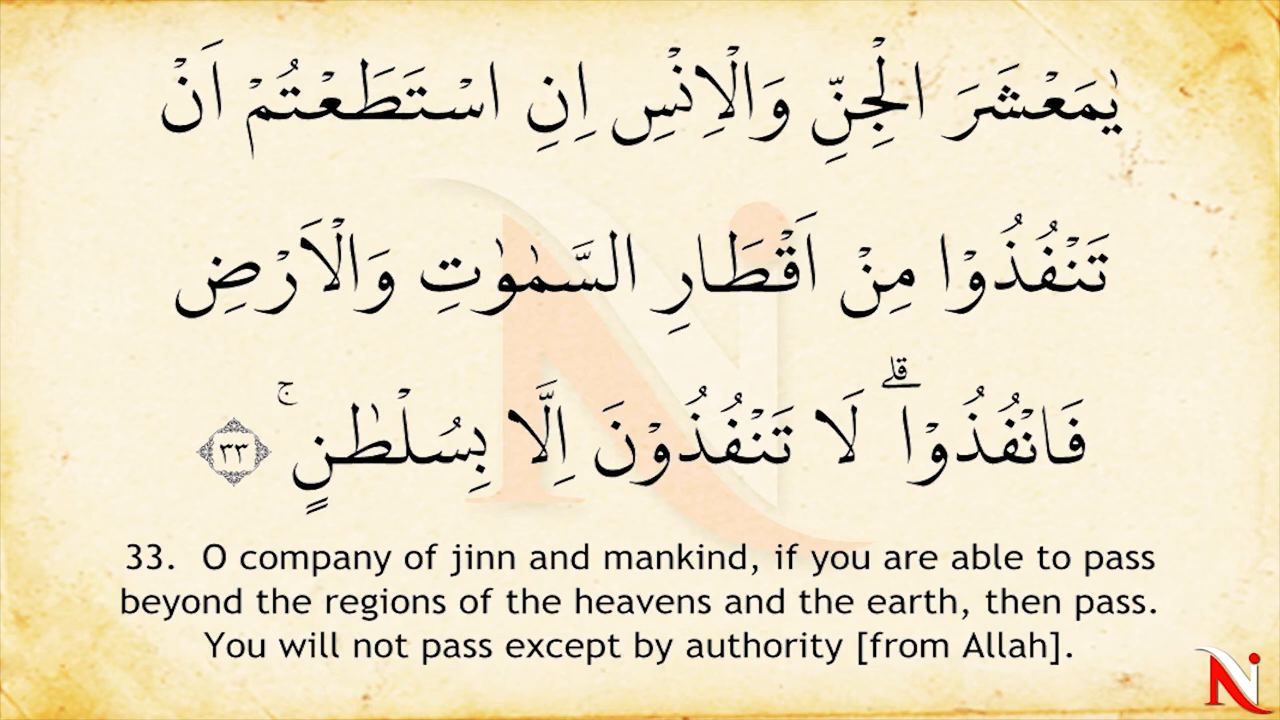 يٰمَعْشَرَ الْجِنِّ وَالْاِنْسِ اِنِ اسْتَطَعْتُمْ اَنْ
تَنْفُذُوْا مِنْ اَقْطَارِ السَّمٰوٰتِ وَالْاَرْضِ
فَانْفُذُوْا ۗ لَا تَنْفُذُوْنَ اِلَّا بِسُلْطٰنٍ ۚ ٣٣
33. O company of jinn and mankind, if you are able to pass
beyond the regions of the heavens and the earth, then pass.
You will not pass except by authority [from Allah].